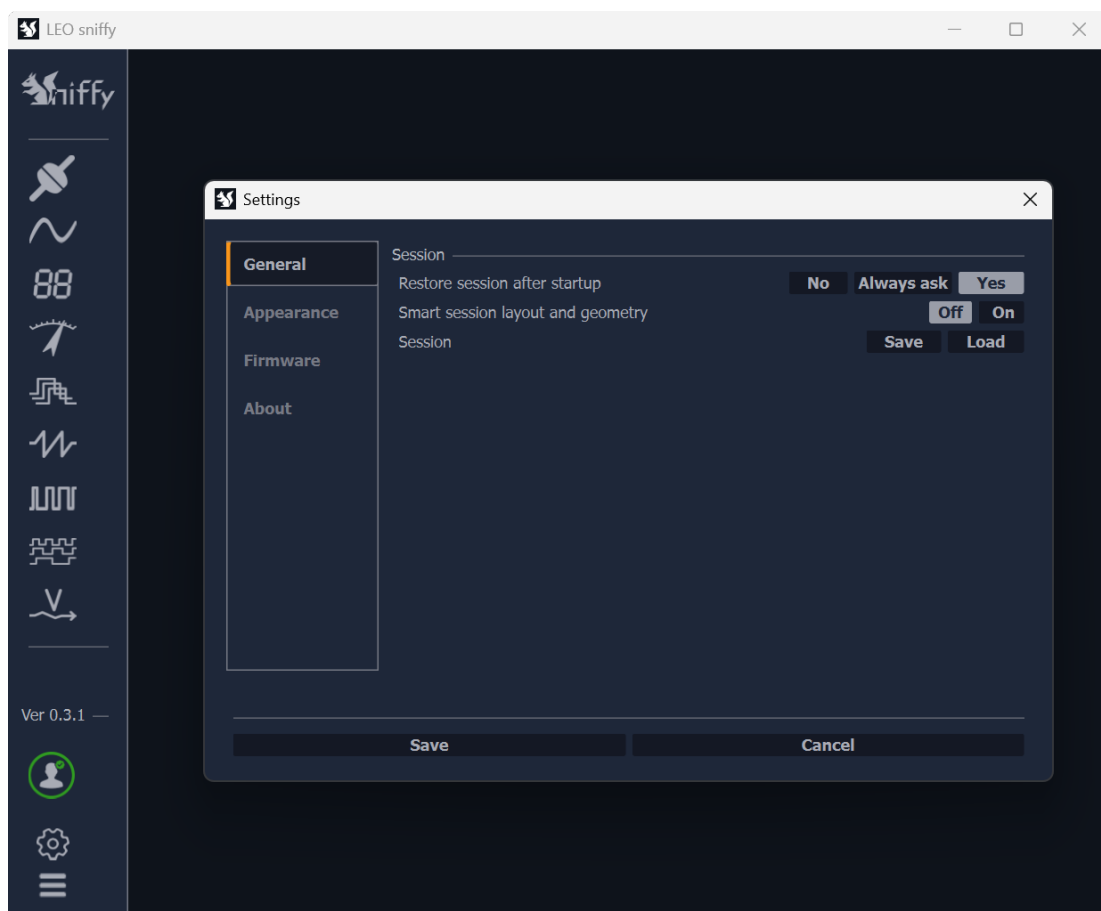 LEO sniffy
Sniffy
Settings
General
Appearance
Firmware
About
Session
Restore session after startup No Always ask Yes
Smart session layout and geometry Off On
Session Save Load
Save Cancel
88
V
Ver 0.3.1